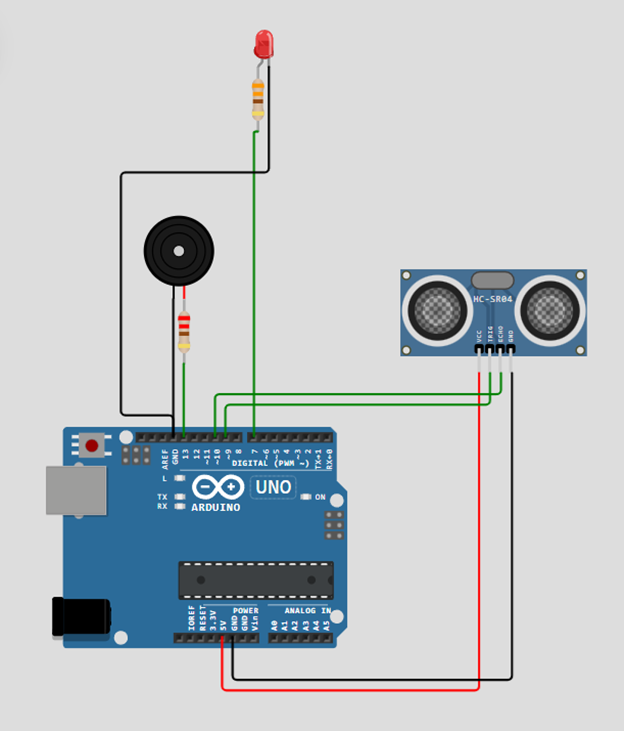 HC-SR04
VCC
TRIG
ECHO
GND
AREF
GND
13
12
~11
~10
~9
8
7
~6
~5
4
~3
2
TX→1
RX←0
DIGITAL (PWM ~)
L
TX
RX
UNO
ON
ARDUINO
POWER
ANALOG IN
IOREF
RESET
3.3V
5V
GND
GND
Vin
A0
A1
A2
A3
A4
A5